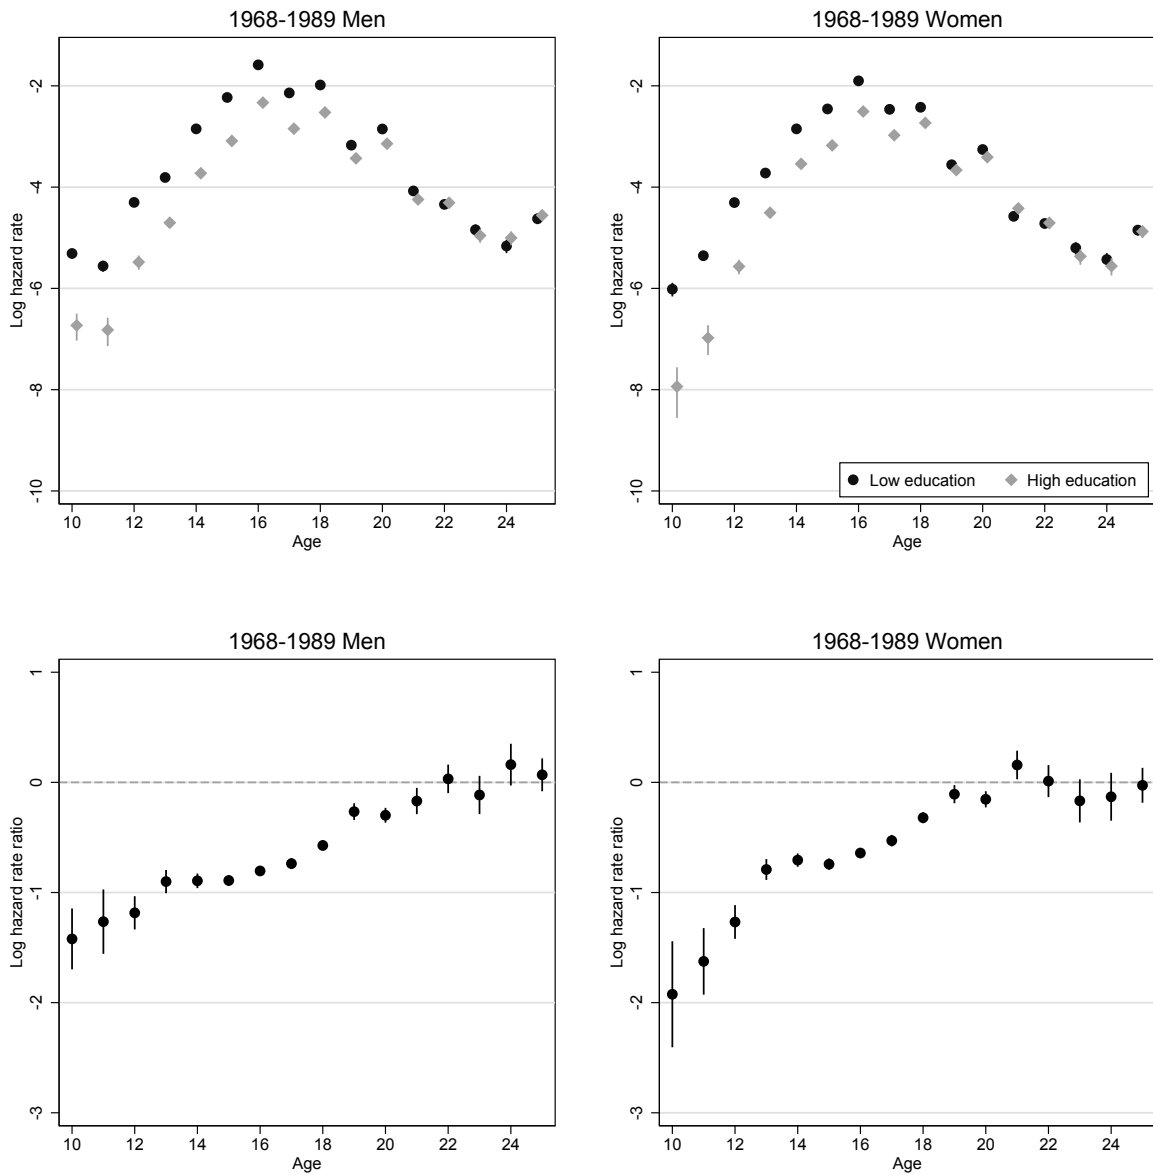 1968-1989 Men
Log hazard rate
-2
-4
-6
-8
-10
10 12 14 16 18 20 22 24
Age
1968-1989 Women
Log hazard rate
-2
-4
-6
-8
-10
Low education High education
10 12 14 16 18 20 22 24
Age
1968-1989 Men
Log hazard rate ratio
1
0
-1
-2
-3
10 12 14 16 18 20 22 24
Age
1968-1989 Women
Log hazard rate ratio
1
0
-1
-2
-3
10 12 14 16 18 20 22 24
Age